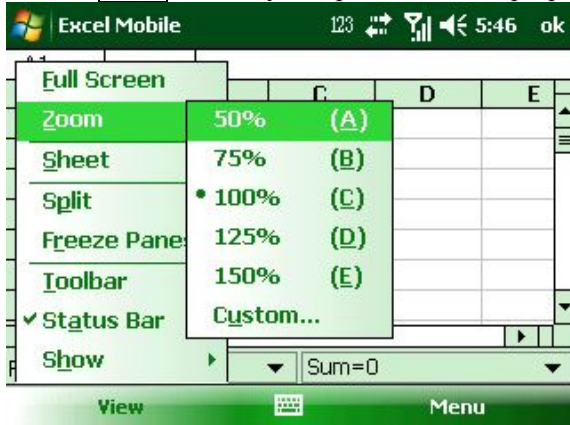 Excel Mobile 123 5:46 ok
Full Screen
C D E
Zoom 50% (A)
75% (B)
Sheet
100% (C)
Split
125% (D)
Freeze Pane
150% (E)
Toolbar
Custom...
Status Bar
Show Sum=0
View Menu